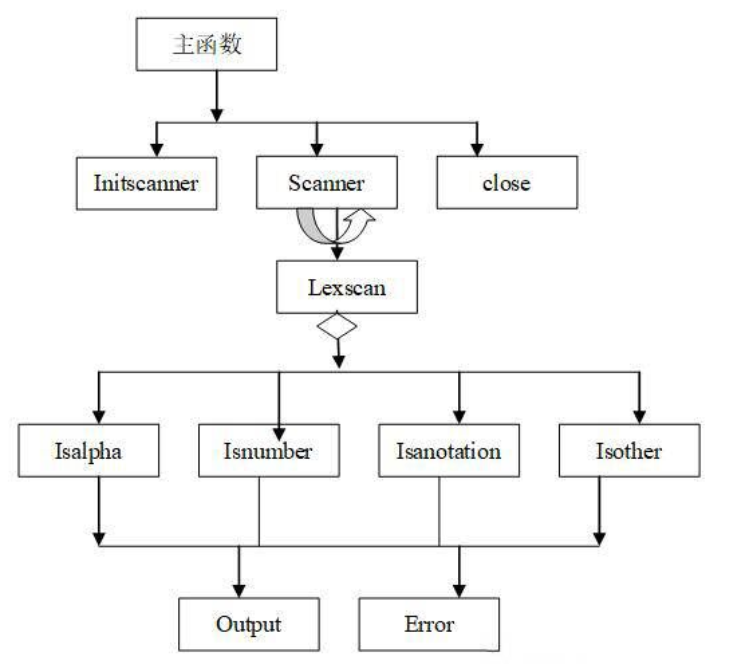 主函数
Initscanner
Scanner
close
Lexscan
Isalpha
Isnumber
Isanotation
Isother
Output
Error